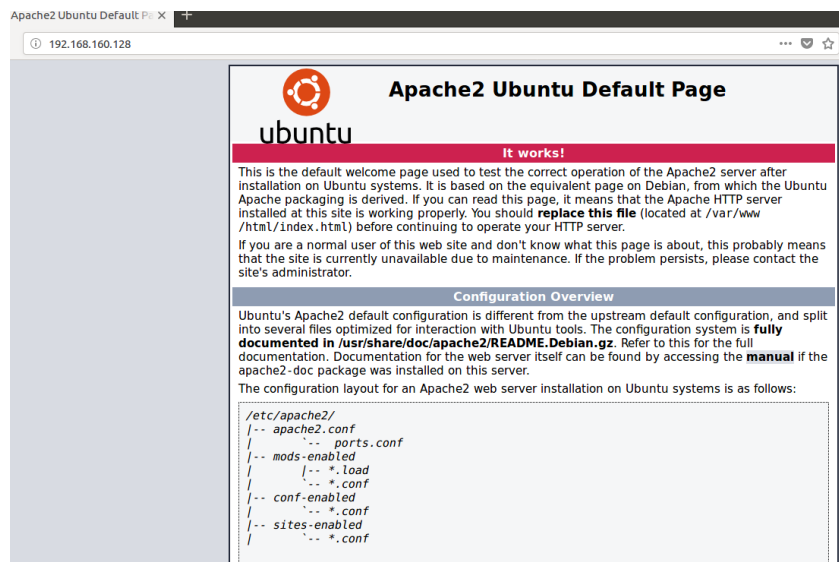 Apache2 Ubuntu Default Pa
192.168.160.128
Apache2 Ubuntu Default Page
ubuntu
It works!
This is the default welcome page used to test the correct operation of the Apache2 server after
installation on Ubuntu systems. It is based on the equivalent page on Debian, from which the Ubuntu
Apache packaging is derived. If you can read this page, it means that the Apache HTTP server
installed at this site is working properly. You should replace this file (located at /var/www
/html/index.html) before continuing to operate your HTTP server.
If you are a normal user of this web site and don't know what this page is about, this probably means
that the site is currently unavailable due to maintenance. If the problem persists, please contact the
site's administrator.
Configuration Overview
Ubuntu's Apache2 default configuration is different from the upstream default configuration, and split
into several files optimized for interaction with Ubuntu tools. The configuration system is fully
documented in /usr/share/doc/apache2/README.Debian.gz. Refer to this for the full
documentation. Documentation for the web server itself can be found by accessing the manual if the
apache2-doc package was installed on this server.
The configuration layout for an Apache2 web server installation on Ubuntu systems is as follows:
/etc/apache2/
|-- apache2.conf
|       `--  ports.conf
|-- mods-enabled
|       |-- *.load
|       `-- *.conf
|-- conf-enabled
|       `-- *.conf
|-- sites-enabled
|       `-- *.conf